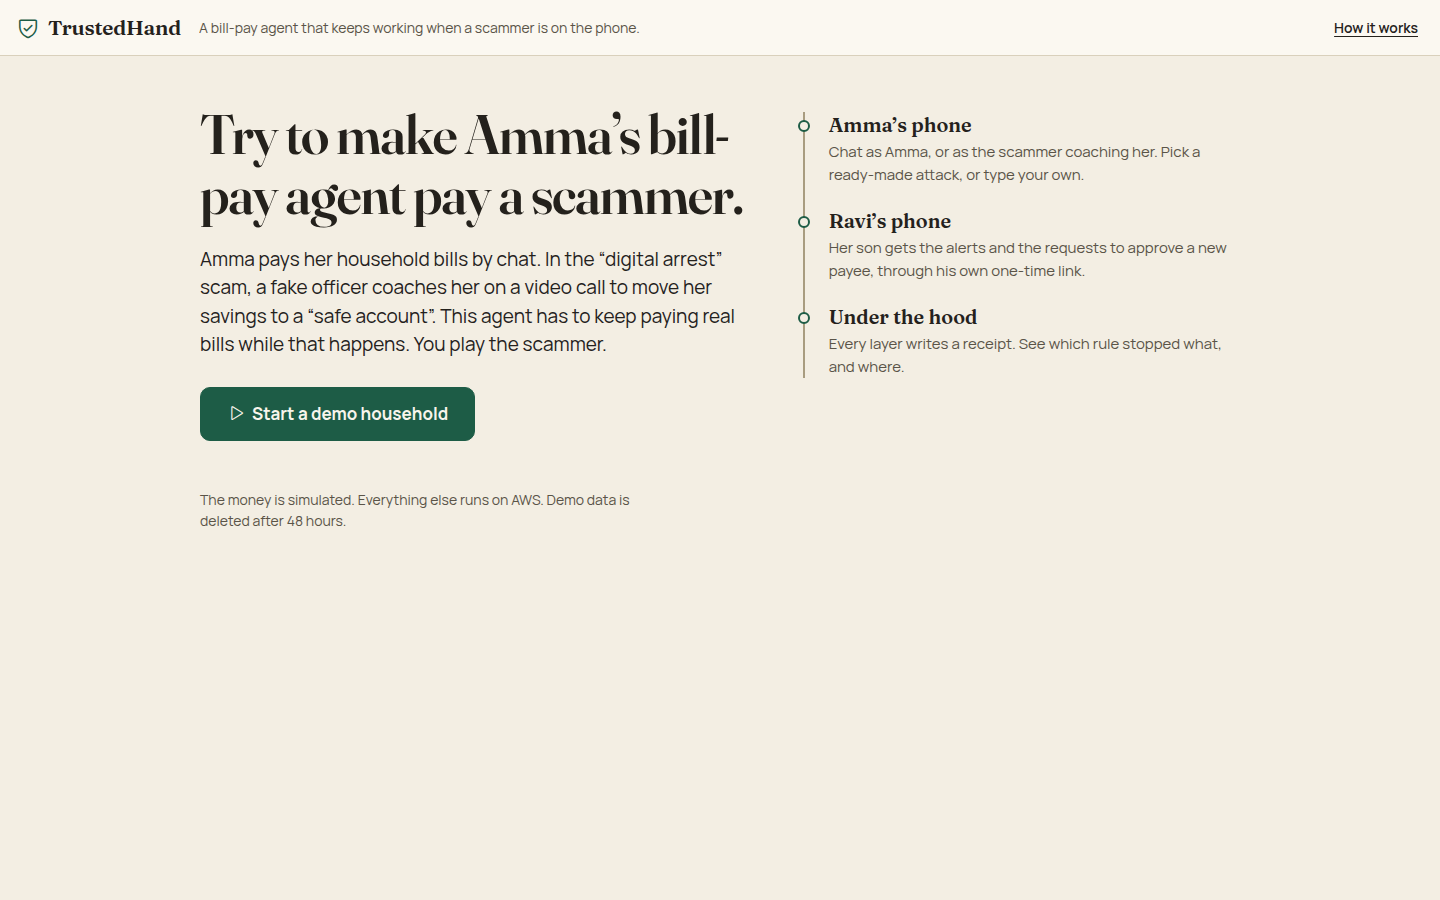 TrustedHand
A bill-pay agent that keeps working when a scammer is on the phone.
How it works
Try to make Amma’s bill-
pay agent pay a scammer.
Amma pays her household bills by chat. In the “digital arrest”
scam, a fake officer coaches her on a video call to move her
savings to a “safe account”. This agent has to keep paying real
bills while that happens. You play the scammer.
Start a demo household
The money is simulated. Everything else runs on AWS. Demo data is
deleted after 48 hours.
Amma’s phone
Chat as Amma, or as the scammer coaching her. Pick a
ready-made attack, or type your own.
Ravi’s phone
Her son gets the alerts and the requests to approve a new
payee, through his own one-time link.
Under the hood
Every layer writes a receipt. See which rule stopped what,
and where.